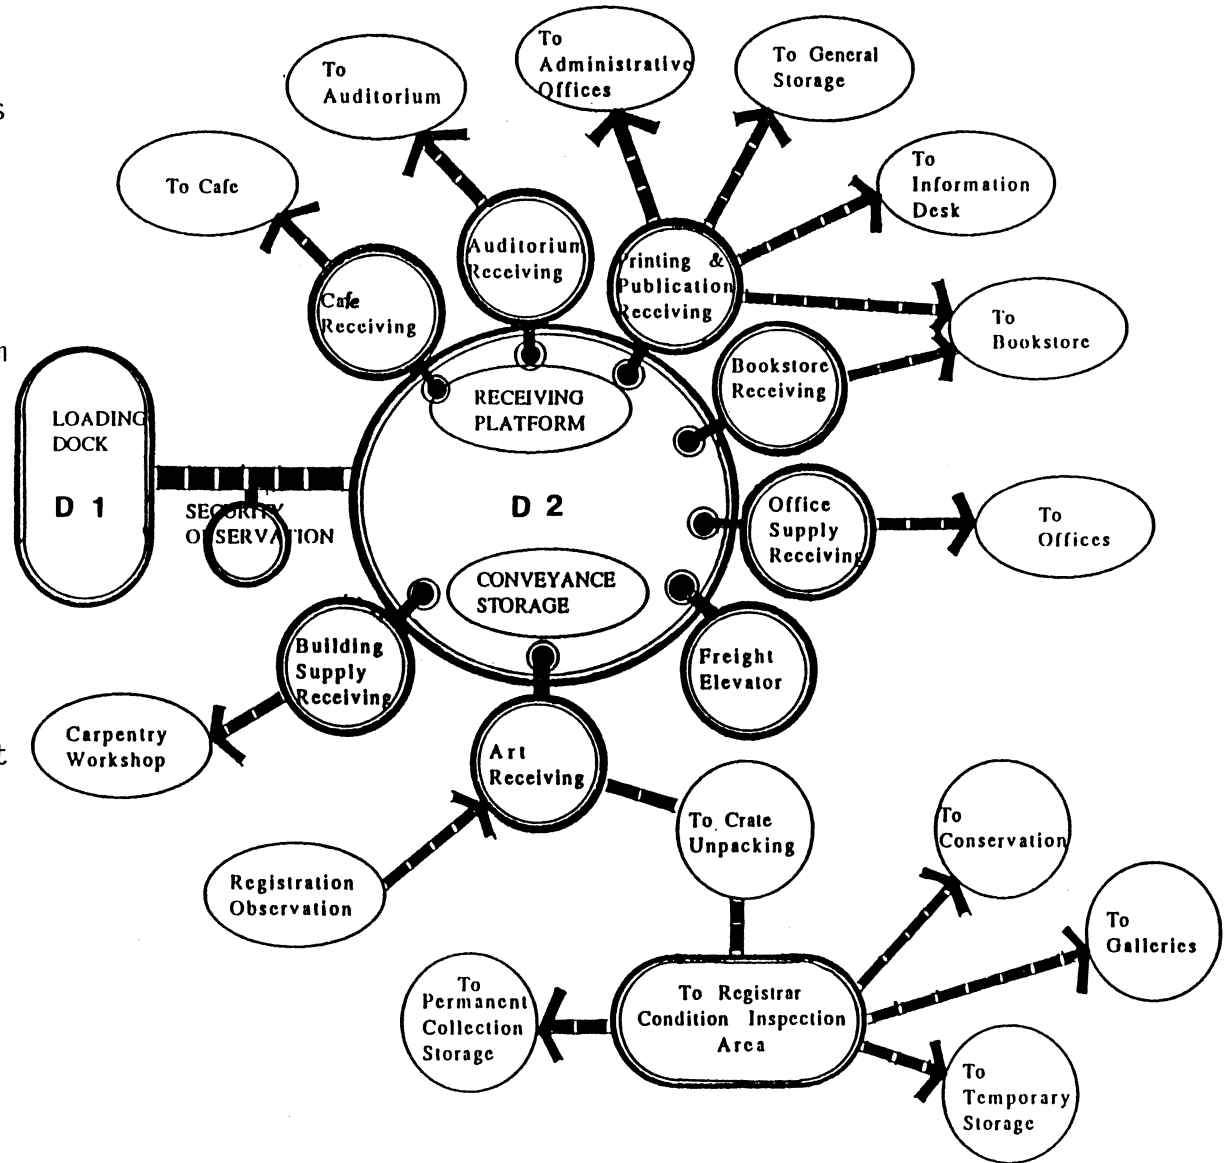 To
Auditorium
To
Administrative
Offices
To General
Storage
To Cafe
To
Information
Desk
Auditorium
Receiving
Printing &
Publication
Receiving
Cafe
Receiving
To
Bookstore
Bookstore
Receiving
RECEIVING
PLATFORM
LOADING
DOCK
D 1
SECURITY
OBSERVATION
D 2
Office
Supply
Receiving
To
Offices
CONVEYANCE
STORAGE
Building
Supply
Receiving
Freight
Elevator
Carpentry
Workshop
Art
Receiving
To Crate
Unpacking
To
Conservation
Registration
Observation
To
Galleries
To
Permanent
Collection
Storage
To Registrar
Condition Inspection
Area
To
Temporary
Storage